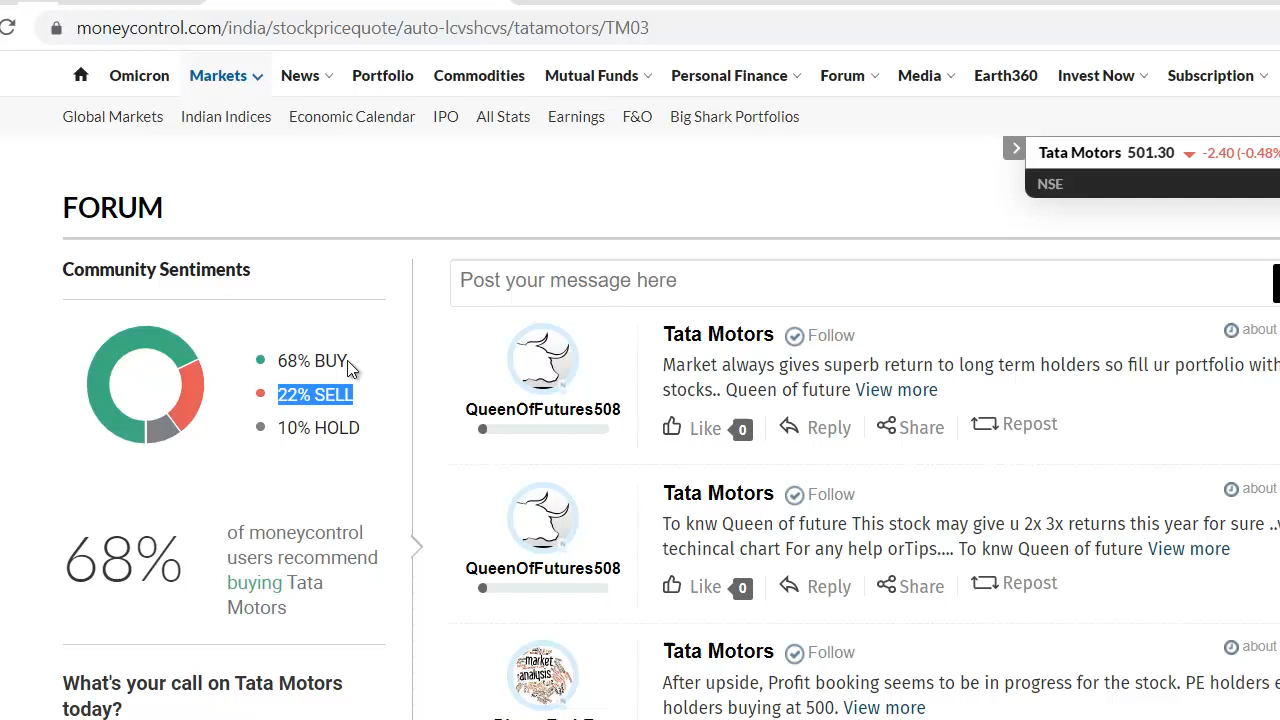 moneycontrol.com/india/stockpricequote/auto-lcvshcvs/tatamotors/TM03
Omicron Markets News Portfolio Commodities Mutual Funds Personal Finance Forum Media Earth360 Invest Now Subscription
Global Markets Indian Indices Economic Calendar IPO All Stats Earnings F&O Big Shark Portfolios
Tata Motors 501.30 -2.40 (-0.48%
NSE
FORUM
Community Sentiments
68% BUY
22% SELL
10% HOLD
68%
of moneycontrol
users recommend
buying Tata
Motors
What's your call on Tata Motors
today?
Post your message here
Tata Motors Follow
about
Market always gives superb return to long term holders so fill ur portfolio with
stocks.. Queen of future View more
QueenOfFutures508
Like 0 Reply Share Repost
Tata Motors Follow
about
To knw Queen of future This stock may give u 2x 3x returns this year for sure ..
techincal chart For any help orTips.... To knw Queen of future View more
QueenOfFutures508
Like 0 Reply Share Repost
market
analysis
Tata Motors Follow
about
After upside, Profit booking seems to be in progress for the stock. PE holders
holders buying at 500. View more